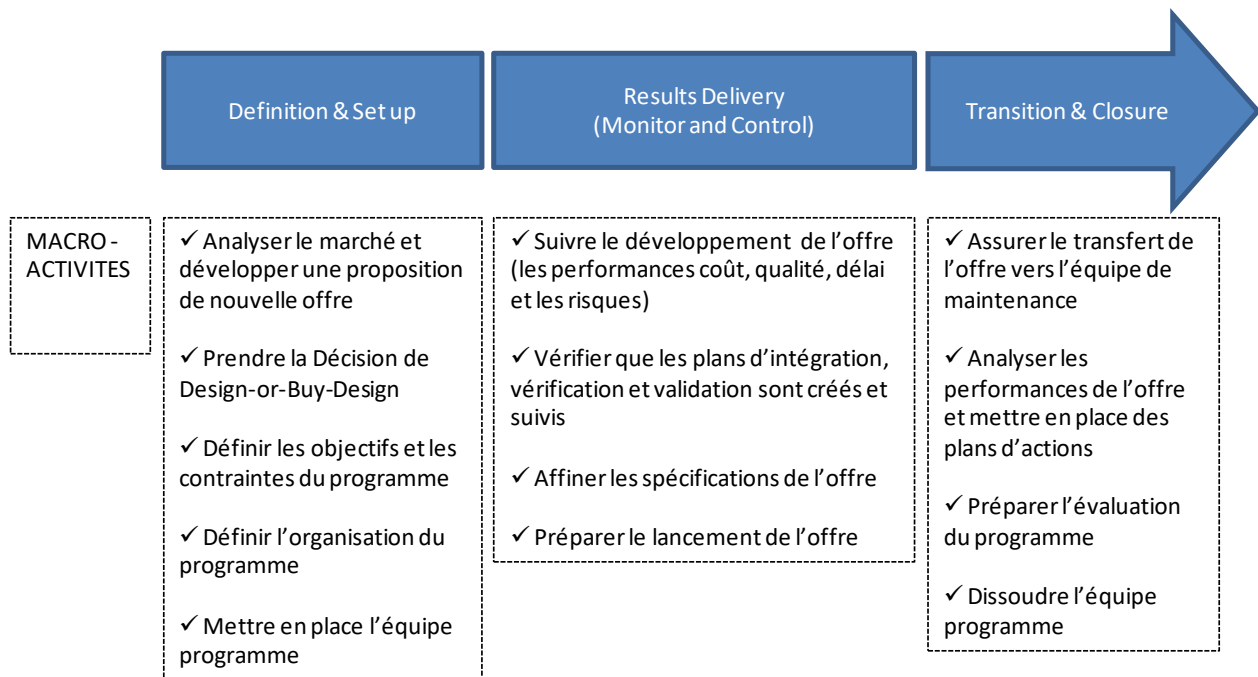 Definition & Set up
Results Delivery
(Monitor and Control)
Transition & Closure
MACRO -
ACTIVITES
✓ Analyser le marché et
développer une proposition
de nouvelle offre
✓ Prendre la Décision de
Design-or-Buy-Design
✓ Définir les objectifs et les
contraintes du programme
✓ Définir l’organisation du
programme
✓ Mettre en place l’équipe
programme
✓ Suivre le développement de l’offre
(les performances coût, qualité, délai
et les risques)
✓ Vérifier que les plans d’intégration,
vérification et validation sont créés et
suivis
✓ Affiner les spécifications de l’offre
✓ Préparer le lancement de l’offre
✓ Assurer le transfert de
l’offre vers l’équipe de
maintenance
✓ Analyser les
performances de l’offre
et mettre en place des
plans d’actions
✓ Préparer l’évaluation
du programme
✓ Dissoudre l’équipe
programme